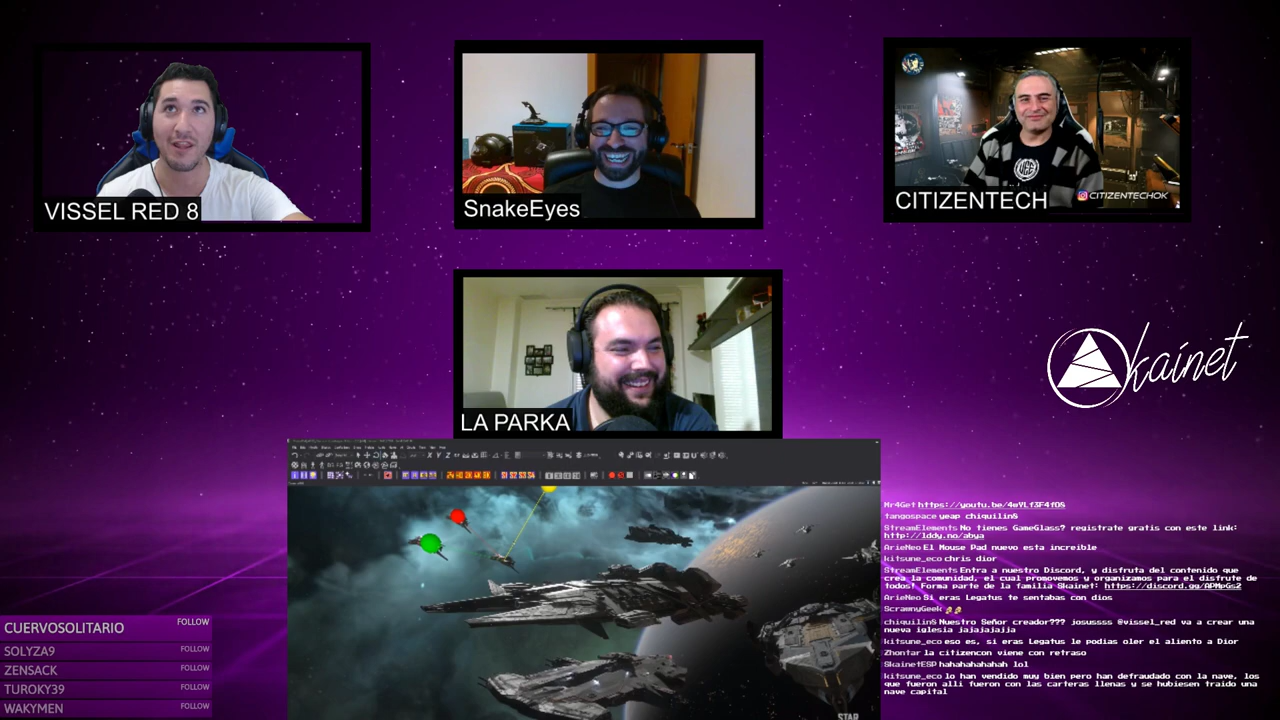 VISSEL RED 8
SnakeEyes
CITIZENTECH
CITIZENTECHOK
LA PARKA
Skainet
Mr4Get https://youtu.be/4eYLf3F4f08
tangospace yeap chiquilin8
StreamElements No tienes GameGlass? registrate gratis con este link:
http://lddy.no/abya
ArieNeo El Mouse Pad nuevo esta increible
kitsune_eco chris dior
StreamElements Entra a nuestro Discord, y disfruta del contenido que
crea la comunidad, el cual promovemos y organizamos para el disfrute de
todos! Forma parte de la familia Skainet: https://discord.gg/APMpGs2
ArieNeo Si eras Legatus te sentabas con dios
ScrawnyGeek
chiquilin8 Nuestro Señor creador??? josussss @vissel_red va a crear una
nueva iglesia jajajajajja
kitsune_eco eso es, si eras Legatus le podias oler el aliento a Dior
Zhontar la citizencon viene con retraso
SkainetESP hahahahahahah lol
kitsune_eco lo han vendido muy bien pero han defraudado con la nave, los
que fueron alli fueron con las carteras llenas y se hubiesen traido una
nave capital
CUERVOSOLITARIO FOLLOW
SOLYZA9 FOLLOW
ZENSACK FOLLOW
TUROKY39 FOLLOW
WAKYMEN FOLLOW
STAR